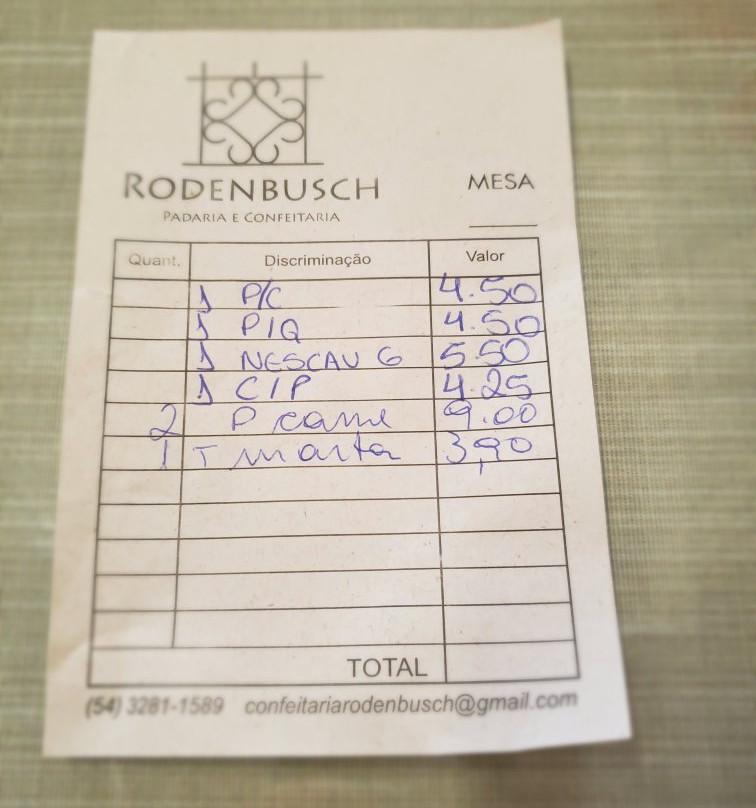 RODENBUSCH
PADARIA E CONFEITARIA
MESA
Quant. Discriminação Valor
1 P/C 4.50
1 P/Q 4.50
1 NESCAU G 5.50
1 C/P 4.25
2 P carne 9.00
1 T marta 3,90
TOTAL
(54) 3281-1589 confeitariarodenbusch@gmail.com